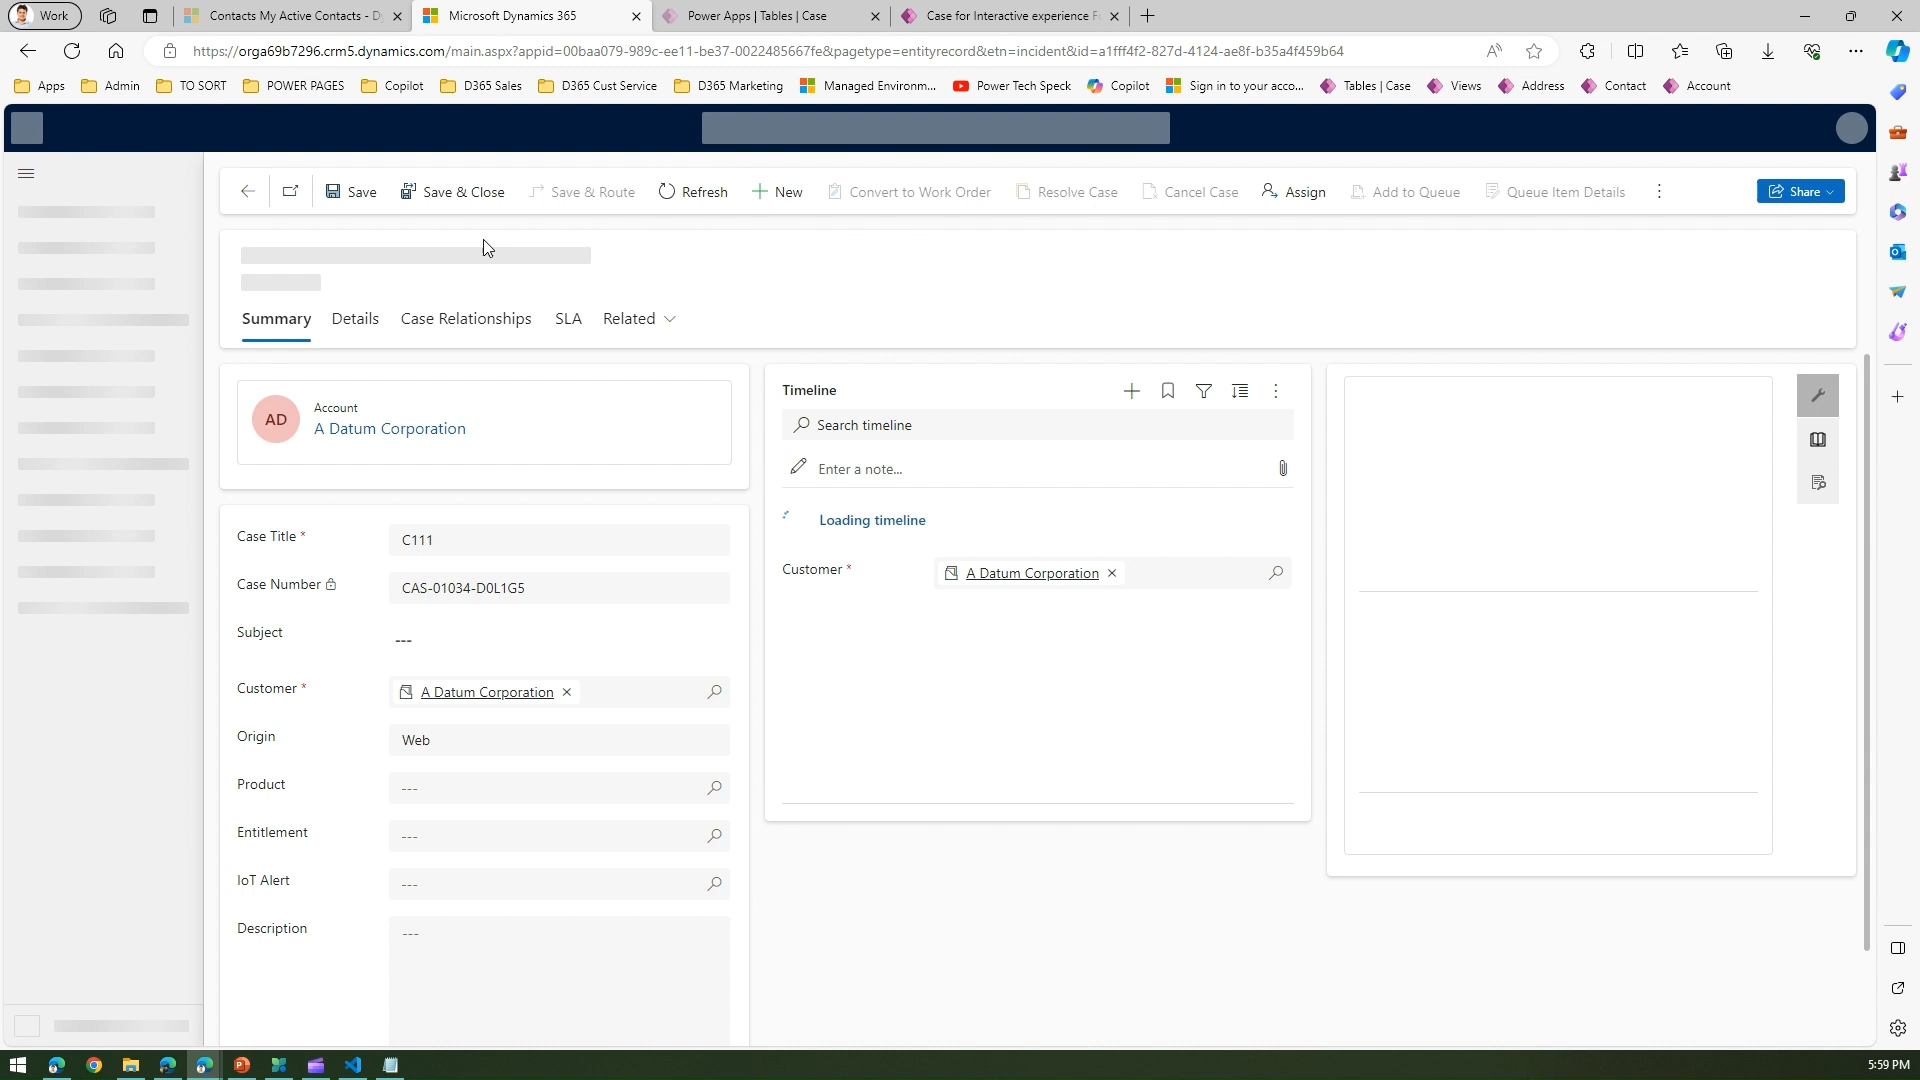 Work
Contacts My Active Contacts - D
Microsoft Dynamics 365
Power Apps | Tables | Case
Case for Interactive experience F
https://orga69b7296.crm5.dynamics.com/main.aspx?appid=00baa079-989c-ee11-be37-0022485667fe&pagetype=entityrecord&etn=incident&id=a1fff4f2-827d-4124-ae8f-b35a4f459b64
Apps
Admin
TO SORT
POWER PAGES
Copilot
D365 Sales
D365 Cust Service
D365 Marketing
Managed Environm...
Power Tech Speck
Copilot
Sign in to your acco...
Tables | Case
Views
Address
Contact
Account
Save
Save & Close
Save & Route
Refresh
New
Convert to Work Order
Resolve Case
Cancel Case
Assign
Add to Queue
Queue Item Details
Share
Summary
Details
Case Relationships
SLA
Related
AD
Account
A Datum Corporation
Case Title *
C111
Case Number
CAS-01034-D0L1G5
Subject
---
Customer *
A Datum Corporation
Origin
Web
Product
---
Entitlement
---
IoT Alert
---
Description
---
Timeline
Search timeline
Enter a note...
Loading timeline
Customer *
A Datum Corporation
5:59 PM